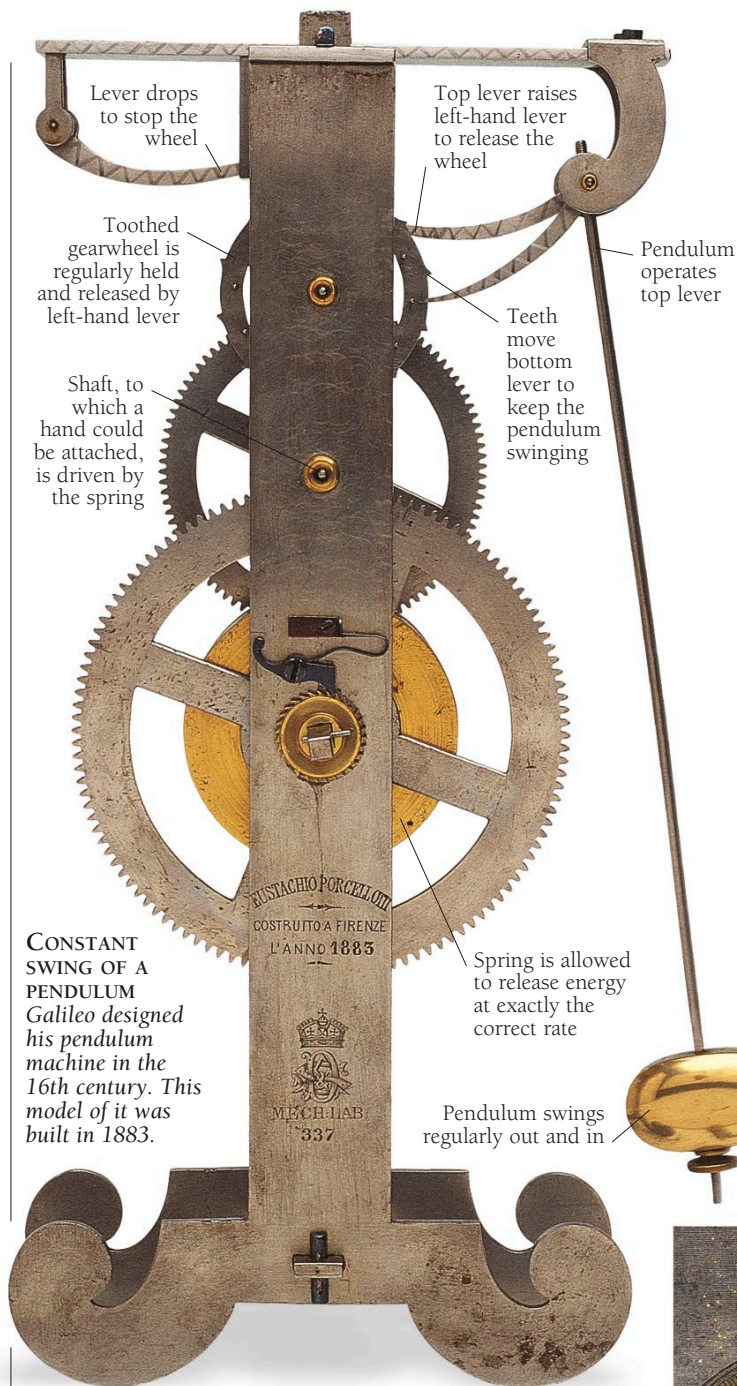 Lever drops
to stop the
wheel
Top lever raises
left-hand lever
to release the
wheel
Toothed
gearwheel is
regularly held
and released by
left-hand lever
Pendulum
operates
top lever
Teeth
move
bottom
lever to
keep the
pendulum
swinging
Shaft, to
which a
hand could
be attached,
is driven by
the spring
EUSTACHIO PORCELLOTTI
COSTRUITO A FIRENZE
L'ANNO 1883
CONSTANT
SWING OF A
PENDULUM
Galileo designed
his pendulum
machine in the
16th century. This
model of it was
built in 1883.
Spring is allowed
to release energy
at exactly the
correct rate
MECH: LAB:
337
Pendulum swings
regularly out and in